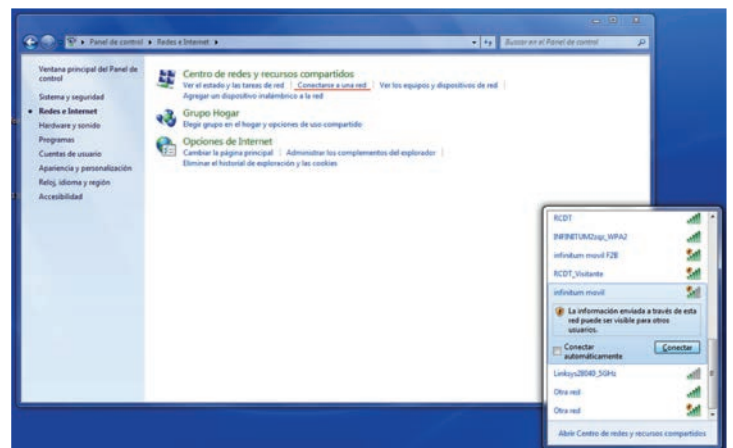 Panel de control ▸ Redes e Internet ▸
Buscar en el Panel de control
Ventana principal del Panel de
control
Sistema y seguridad
Redes e Internet
Hardware y sonido
Programas
Cuentas de usuario
Apariencia y personalización
Reloj, idioma y región
Accesibilidad
Centro de redes y recursos compartidos
Ver el estado y las tareas de red | Conectarse a una red | Ver los equipos y dispositivos de red |
Agregar un dispositivo inalámbrico a la red
Grupo Hogar
Elegir grupo en el hogar y opciones de uso compartido
Opciones de Internet
Cambiar la página principal | Administrar los complementos del explorador |
Eliminar el historial de exploración y las cookies
RCDT
infinitum movil F2B
RCDT_Visitante
infinitum movil
La información enviada a través de esta
red puede ser visible para otros
usuarios.
Conectar
automáticamente
Conectar
Linksys28040_5GHz
Otra red
Otra red
Abrir Centro de redes y recursos compartidos